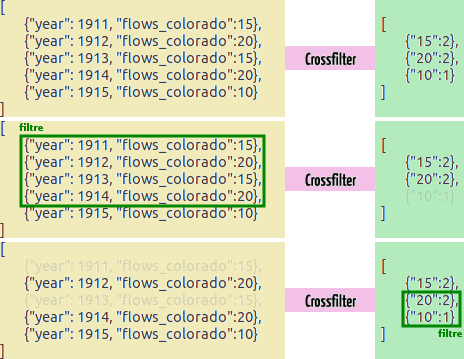 [
{"year": 1911, "flows_colorado":15},
{"year": 1912, "flows_colorado":20},
{"year": 1913, "flows_colorado":15},
{"year": 1914, "flows_colorado":20},
{"year": 1915, "flows_colorado":10}
]
Crossfilter
[
{"15":2},
{"20":2},
{"10":1}
]
[
filtre
{"year": 1911, "flows_colorado":15},
{"year": 1912, "flows_colorado":20},
{"year": 1913, "flows_colorado":15},
{"year": 1914, "flows_colorado":20},
{"year": 1915, "flows_colorado":10}
]
Crossfilter
[
{"15":2},
{"20":2},
{"10":1}
]
[
{"year": 1911, "flows_colorado":15},
{"year": 1912, "flows_colorado":20},
{"year": 1913, "flows_colorado":15},
{"year": 1914, "flows_colorado":20},
{"year": 1915, "flows_colorado":10}
]
Crossfilter
[
{"15":2},
{"20":2},
{"10":1}
]
filtre